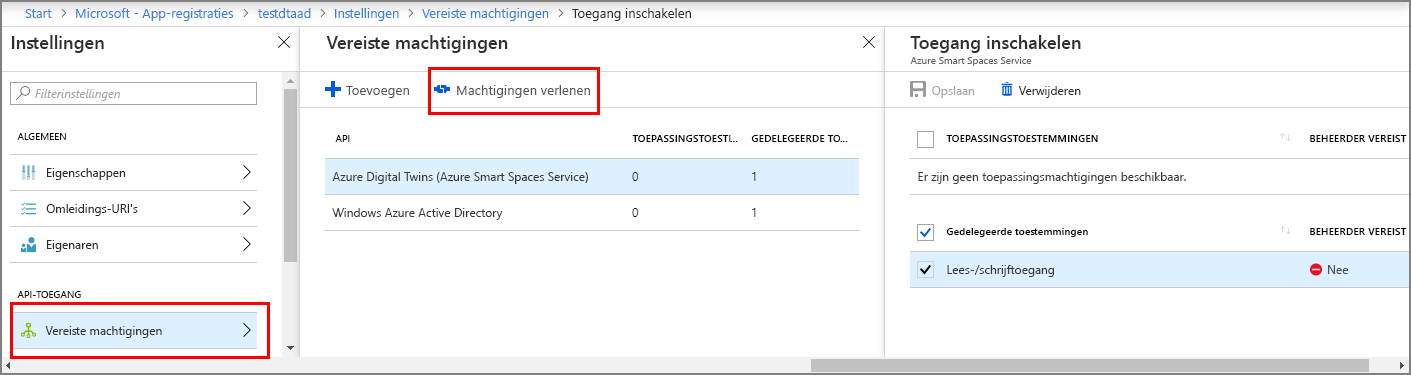 Start > Microsoft - App-registraties > testdtaad > Instellingen > Vereiste machtigingen > Toegang inschakelen
Instellingen
Filterinstellingen
ALGEMEEN
Eigenschappen
Omleidings-URI's
Eigenaren
API-TOEGANG
Vereiste machtigingen
Vereiste machtigingen
Toevoegen
Machtigingen verlenen
API TOEPASSINGSTOESTI... GEDELEGEERDE TO...
Azure Digital Twins (Azure Smart Spaces Service) 0 1
Windows Azure Active Directory 0 1
Toegang inschakelen
Azure Smart Spaces Service
Opslaan Verwijderen
TOEPASSINGSTOESTEMMINGEN BEHEERDER VEREIST
Er zijn geen toepassingsmachtigingen beschikbaar.
Gedelegeerde toestemmingen BEHEERDER VEREIST
Lees-/schrijftoegang Nee